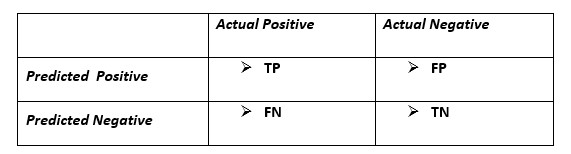 Actual Positive Actual Negative
Predicted Positive ➢ TP ➢ FP
Predicted Negative ➢ FN ➢ TN